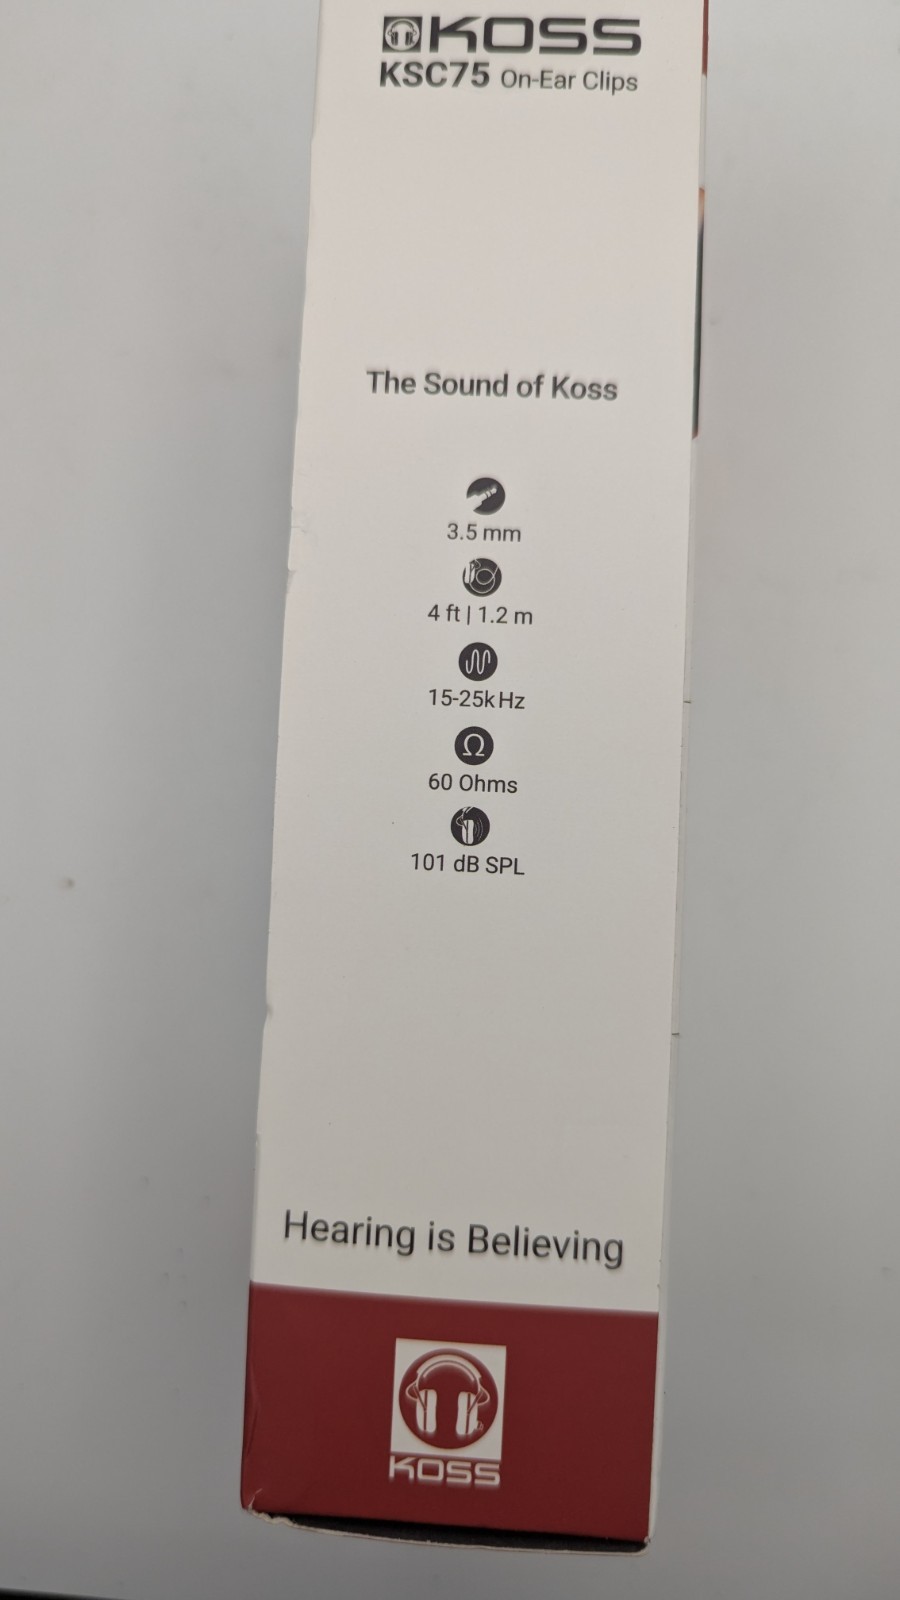 KOSS
KSC75 On-Ear Clips
The Sound of Koss
3.5 mm
4 ft | 1.2 m
15-25k Hz
Ω
60 Ohms
101 dB SPL
Hearing is Believing
KOSS